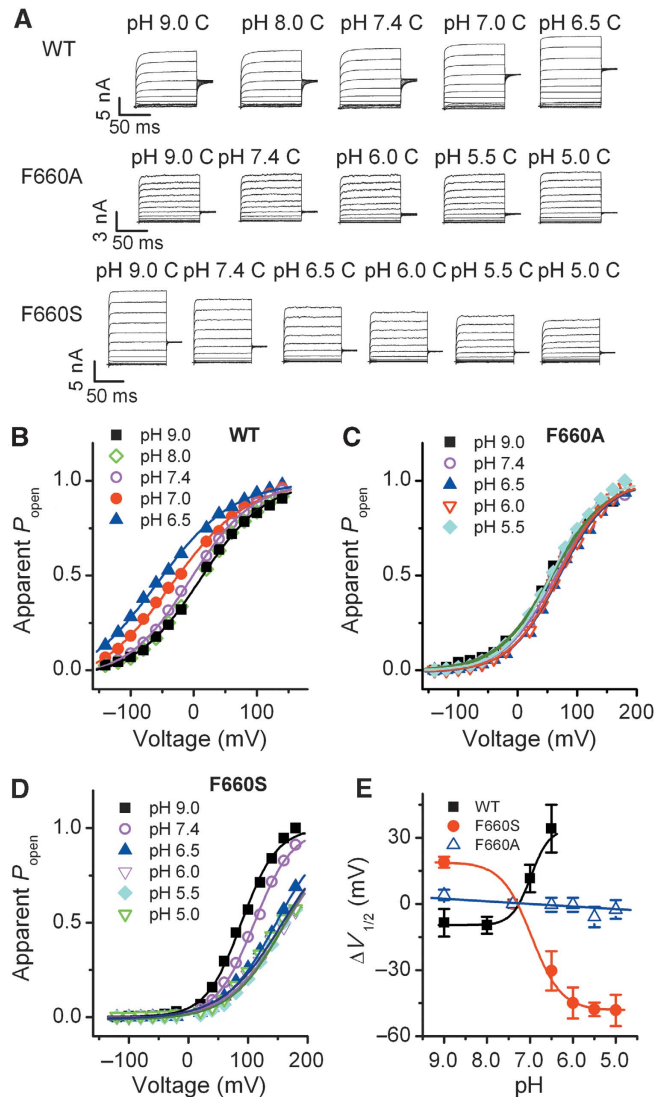 A
WT
pH 9.0 C pH 8.0 C pH 7.4 C pH 7.0 C pH 6.5 C
5 nA
50 ms
F660A
pH 9.0 C pH 7.4 C pH 6.0 C pH 5.5 C pH 5.0 C
3 nA
50 ms
F660S
pH 9.0 C pH 7.4 C pH 6.5 C pH 6.0 C pH 5.5 C pH 5.0 C
5 nA
50 ms
B
WT
pH 9.0
pH 8.0
pH 7.4
pH 7.0
pH 6.5
Apparent Popen
1.0
0.5
0.0
–100 0 100
Voltage (mV)
C
F660A
pH 9.0
pH 7.4
pH 6.5
pH 6.0
pH 5.5
Apparent Popen
1.0
0.5
0.0
–100 0 100 200
Voltage (mV)
D
F660S
pH 9.0
pH 7.4
pH 6.5
pH 6.0
pH 5.5
pH 5.0
Apparent Popen
1.0
0.5
0.0
–100 0 100 200
Voltage (mV)
E
WT
F660S
F660A
ΔV1/2 (mV)
30
0
–30
–60
9.0 8.0 7.0 6.0 5.0
pH